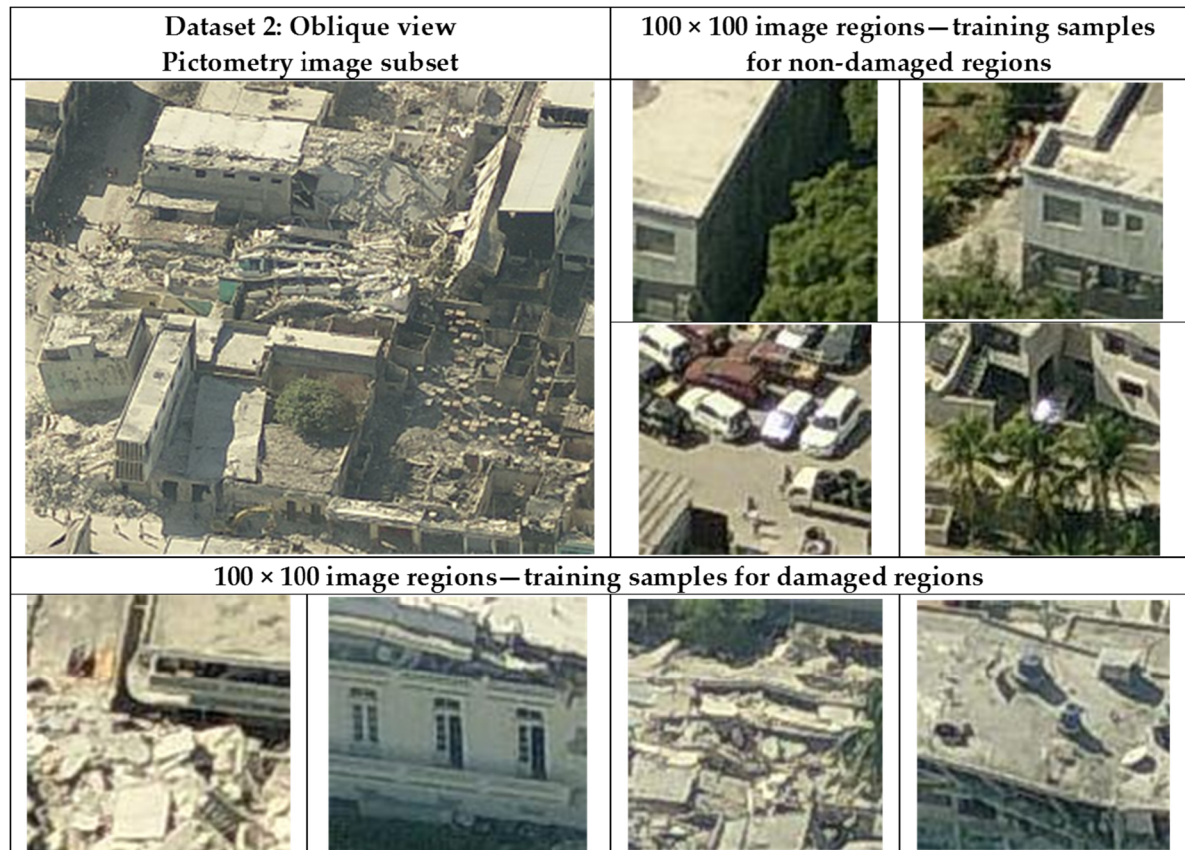 Dataset 2: Oblique view
Pictometry image subset
100 × 100 image regions—training samples
for non-damaged regions
100 × 100 image regions—training samples for damaged regions